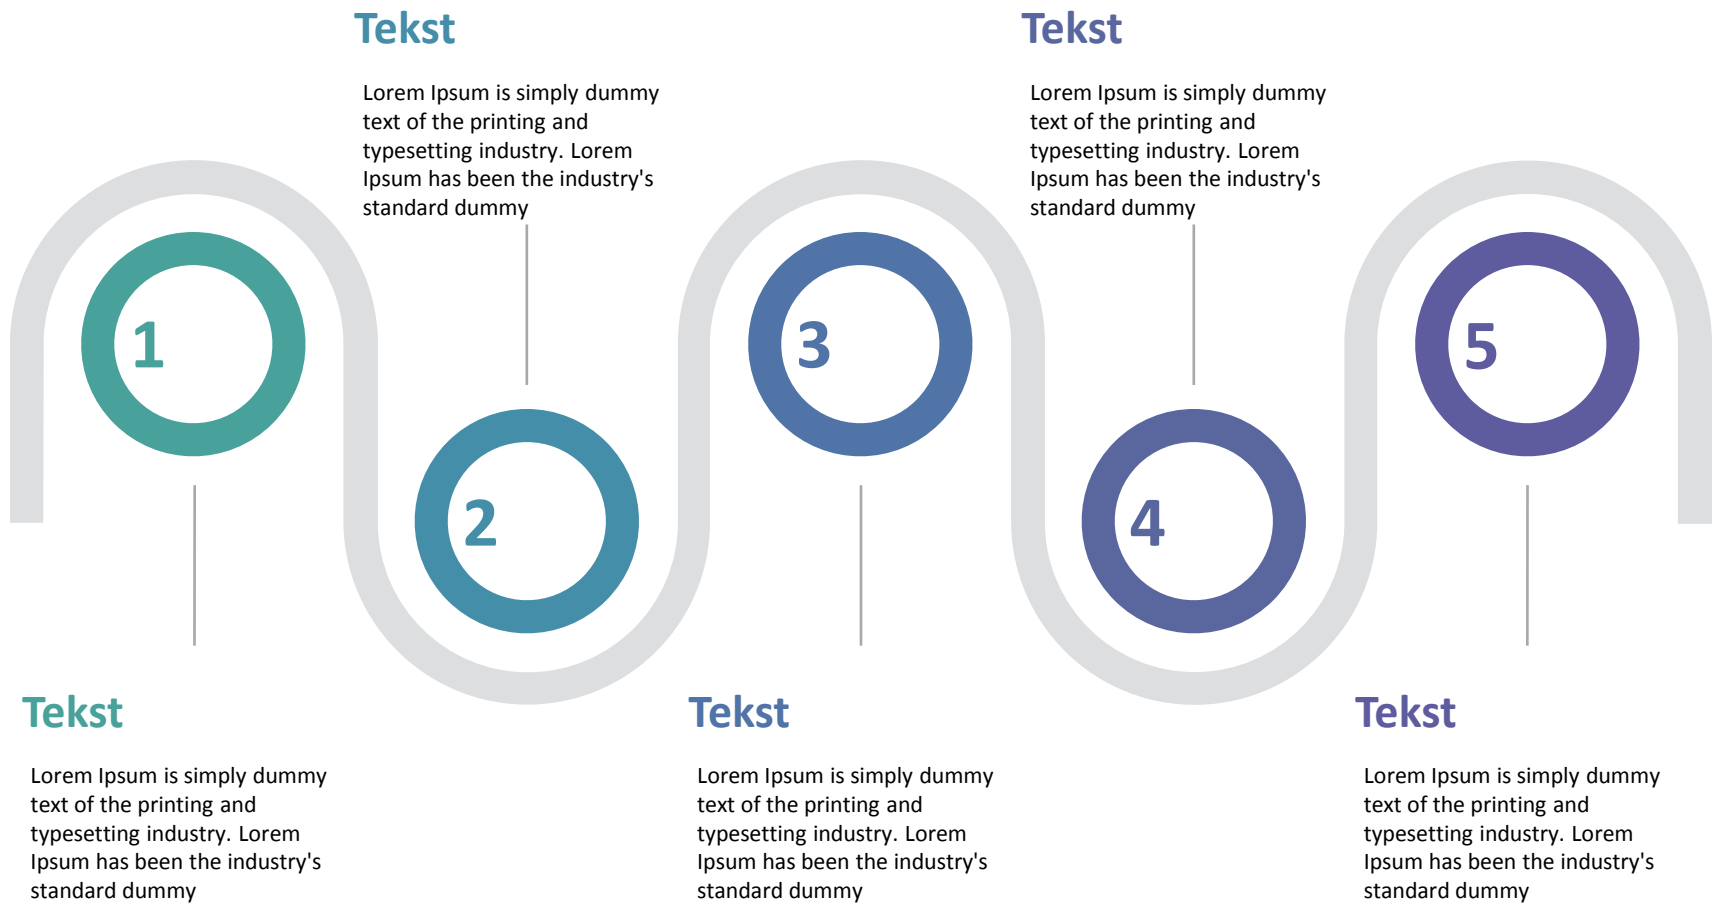 Tekst
Lorem Ipsum is simply dummy
text of the printing and
typesetting industry. Lorem
Ipsum has been the industry's
standard dummy
Tekst
Lorem Ipsum is simply dummy
text of the printing and
typesetting industry. Lorem
Ipsum has been the industry's
standard dummy
1
2
3
4
5
Tekst
Lorem Ipsum is simply dummy
text of the printing and
typesetting industry. Lorem
Ipsum has been the industry's
standard dummy
Tekst
Lorem Ipsum is simply dummy
text of the printing and
typesetting industry. Lorem
Ipsum has been the industry's
standard dummy
Tekst
Lorem Ipsum is simply dummy
text of the printing and
typesetting industry. Lorem
Ipsum has been the industry's
standard dummy